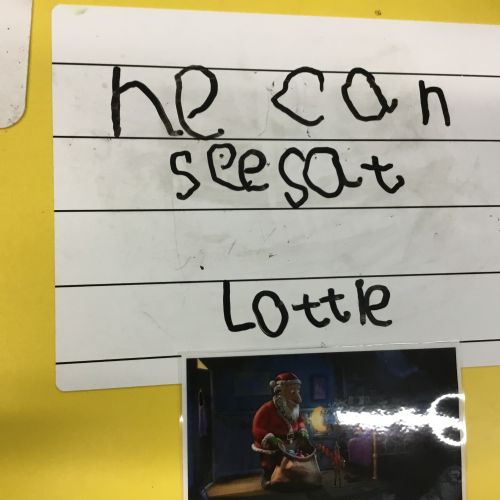 he can
seesat
Lottie